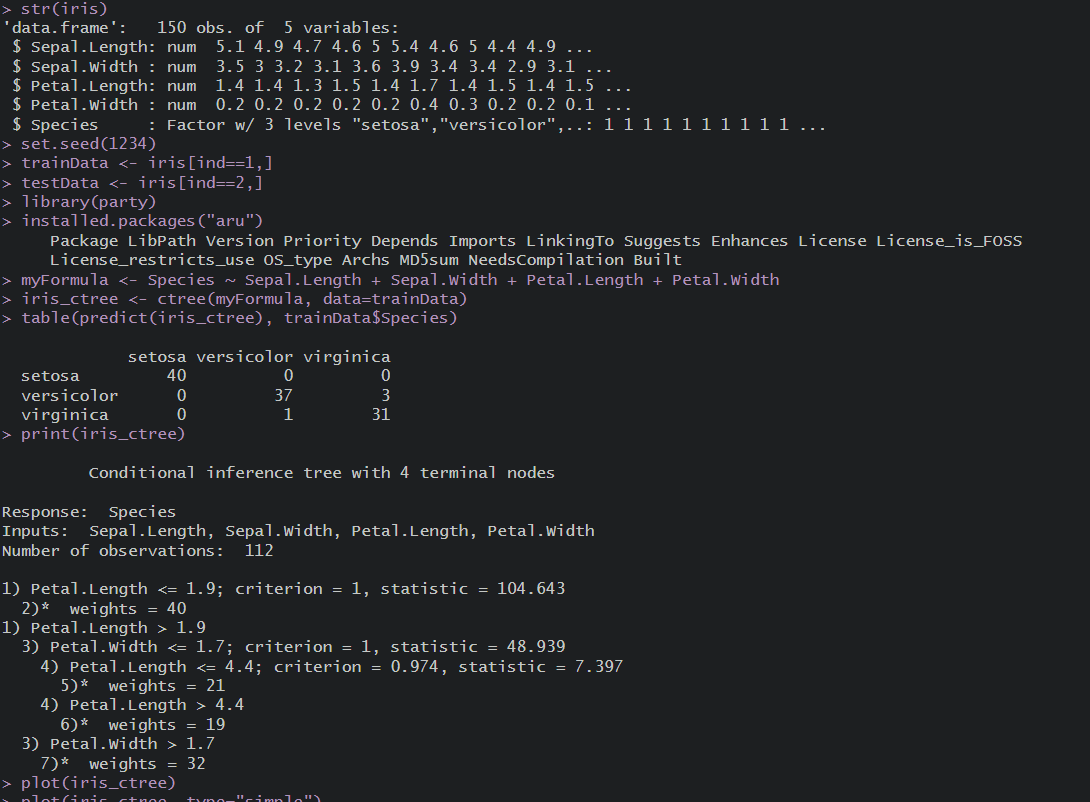 > str(iris)
'data.frame':   150 obs. of  5 variables:
 $ Sepal.Length: num  5.1 4.9 4.7 4.6 5 5.4 4.6 5 4.4 4.9 ...
 $ Sepal.Width : num  3.5 3 3.2 3.1 3.6 3.9 3.4 3.4 2.9 3.1 ...
 $ Petal.Length: num  1.4 1.4 1.3 1.5 1.4 1.7 1.4 1.5 1.4 1.5 ...
 $ Petal.Width : num  0.2 0.2 0.2 0.2 0.2 0.4 0.3 0.2 0.2 0.1 ...
 $ Species     : Factor w/ 3 levels "setosa","versicolor",..: 1 1 1 1 1 1 1 1 1 1 ...
> set.seed(1234)
> trainData <- iris[ind==1,]
> testData <- iris[ind==2,]
> library(party)
> installed.packages("aru")
     Package LibPath Version Priority Depends Imports LinkingTo Suggests Enhances License License_is_FOSS
     License_restricts_use OS_type Archs MD5sum NeedsCompilation Built
> myFormula <- Species ~ Sepal.Length + Sepal.Width + Petal.Length + Petal.Width
> iris_ctree <- ctree(myFormula, data=trainData)
> table(predict(iris_ctree), trainData$Species)
             setosa versicolor virginica
  setosa         40          0         0
  versicolor      0         37         3
  virginica       0          1        31
> print(iris_ctree)
         Conditional inference tree with 4 terminal nodes
Response:  Species
Inputs:  Sepal.Length, Sepal.Width, Petal.Length, Petal.Width
Number of observations:  112
1) Petal.Length <= 1.9; criterion = 1, statistic = 104.643
  2)*  weights = 40
1) Petal.Length > 1.9
  3) Petal.Width <= 1.7; criterion = 1, statistic = 48.939
    4) Petal.Length <= 4.4; criterion = 0.974, statistic = 7.397
      5)*  weights = 21
    4) Petal.Length > 4.4
      6)*  weights = 19
  3) Petal.Width > 1.7
    7)*  weights = 32
> plot(iris_ctree)
> plot(iris_ctree, type="simple")